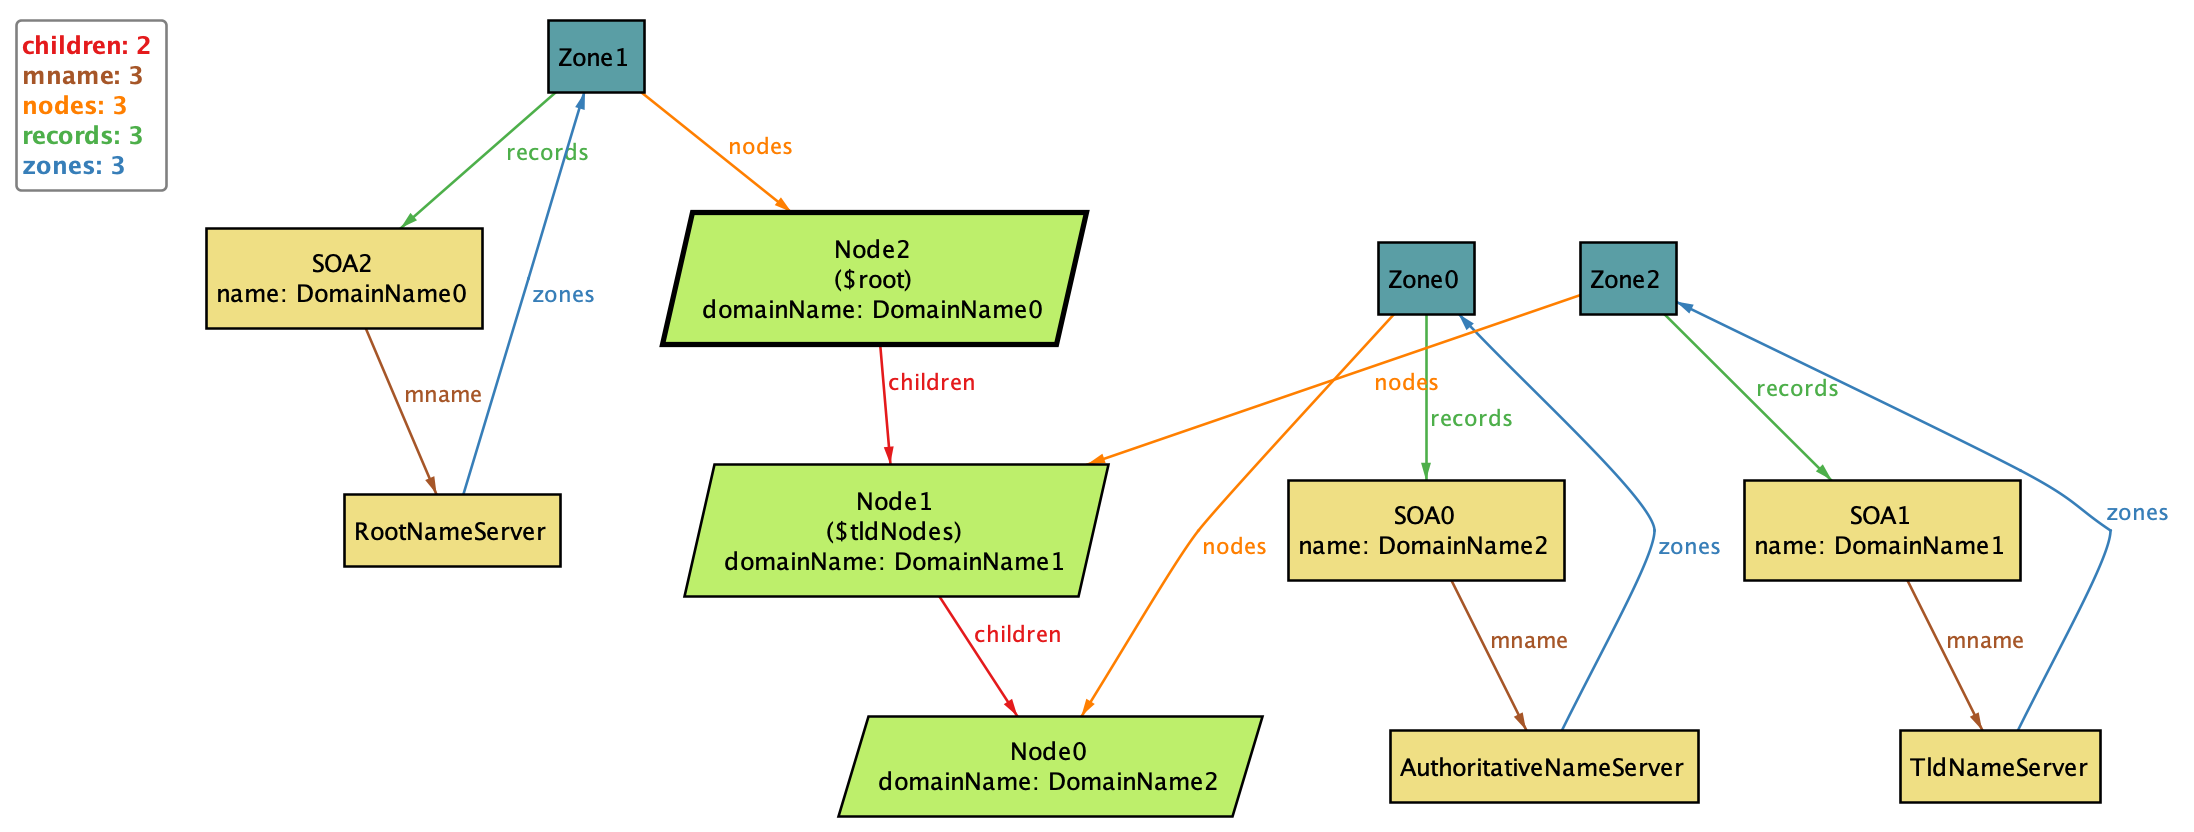 children: 2
mname: 3
nodes: 3
records: 3
zones: 3
Zone1
records
nodes
SOA2
name: DomainName0
zones
Node2
($root)
domainName: DomainName0
Zone0
Zone2
mname
children
nodes
records
records
RootNameServer
Node1
($tldNodes)
domainName: DomainName1
nodes
SOA0
name: DomainName2
zones
SOA1
name: DomainName1
zones
children
mname
mname
Node0
domainName: DomainName2
AuthoritativeNameServer
TldNameServer